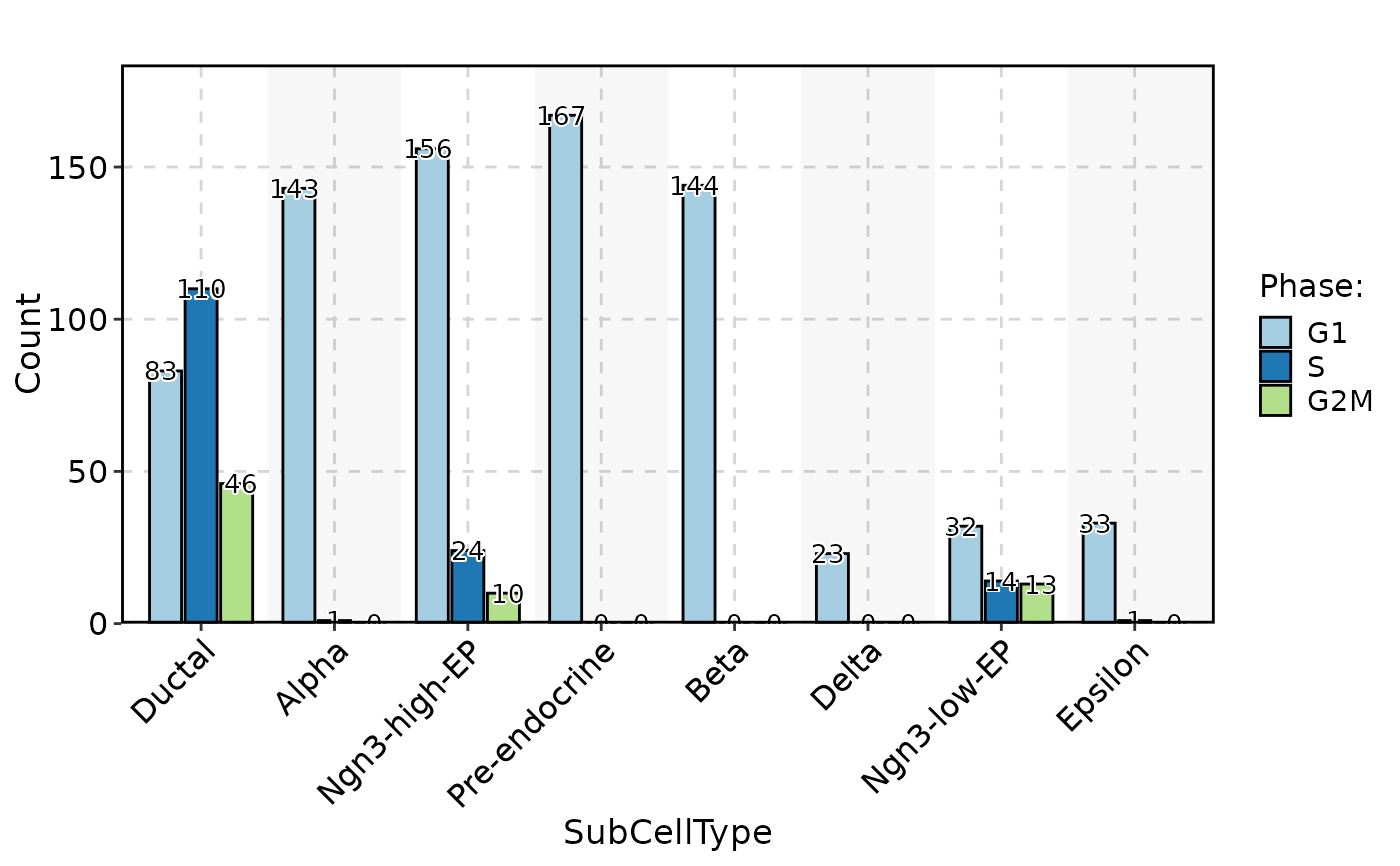 Count
150
100
50
0
83
110
46
143
1
0
156
24
10
167
0
0
144
0
0
23
0
0
32
14
13
33
1
0
Ductal
Alpha
Ngn3-high-EP
Pre-endocrine
Beta
Delta
Ngn3-low-EP
Epsilon
SubCellType
Phase:
G1
S
G2M